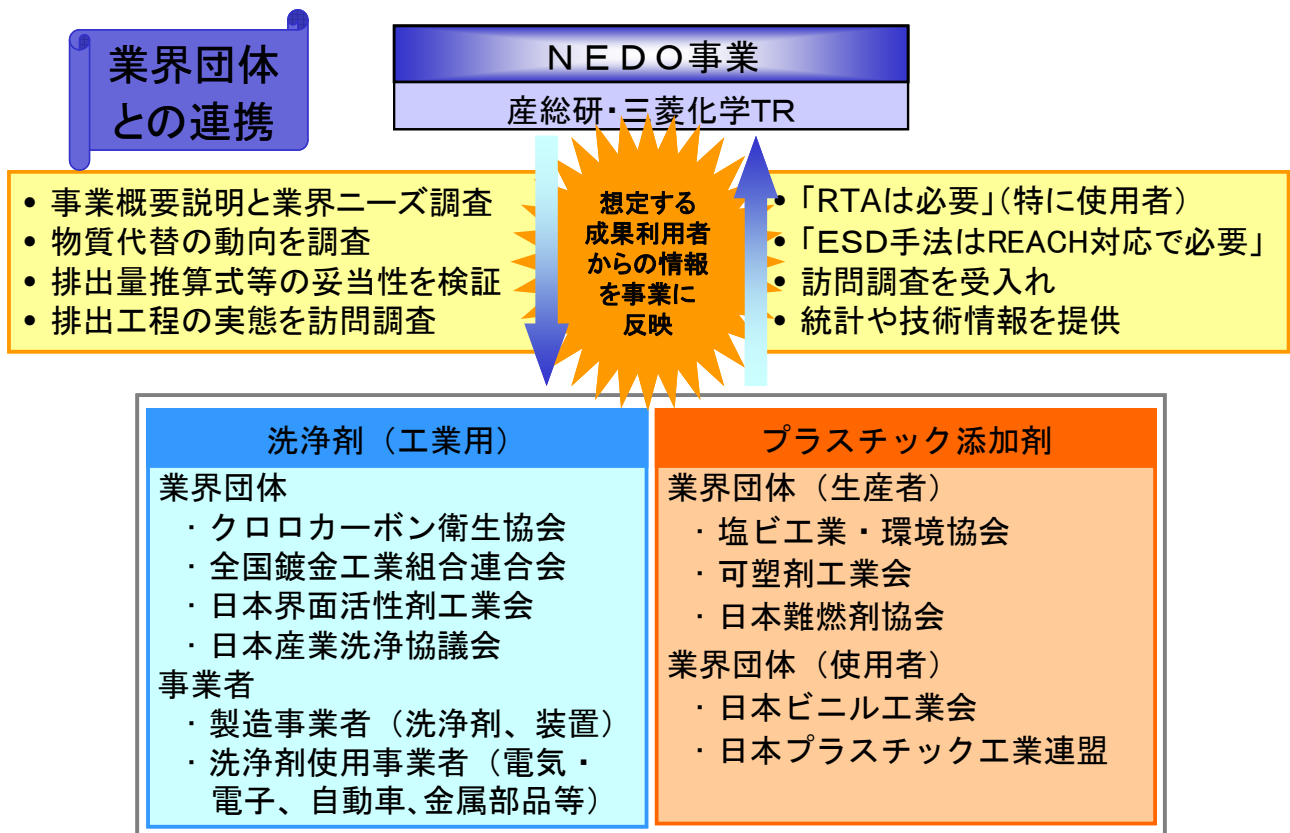 業界団体
との連携
ＮＥＤＯ事業
産総研・三菱化学TR
• 事業概要説明と業界ニーズ調査
• 物質代替の動向を調査
• 排出量推算式等の妥当性を検証
• 排出工程の実態を訪問調査
想定する
成果利用者
からの情報
を事業に
反映
• 「RTAは必要」（特に使用者）
• 「ESD手法はREACH対応で必要」
• 訪問調査を受入れ
• 統計や技術情報を提供
洗浄剤（工業用）
業界団体
・クロロカーボン衛生協会
・全国鍍金工業組合連合会
・日本界面活性剤工業会
・日本産業洗浄協議会
事業者
・製造事業者（洗浄剤、装置）
・洗浄剤使用事業者（電気・
電子、自動車、金属部品等）
プラスチック添加剤
業界団体（生産者）
・塩ビ工業・環境協会
・可塑剤工業会
・日本難燃剤協会
業界団体（使用者）
・日本ビニル工業会
・日本プラスチック工業連盟